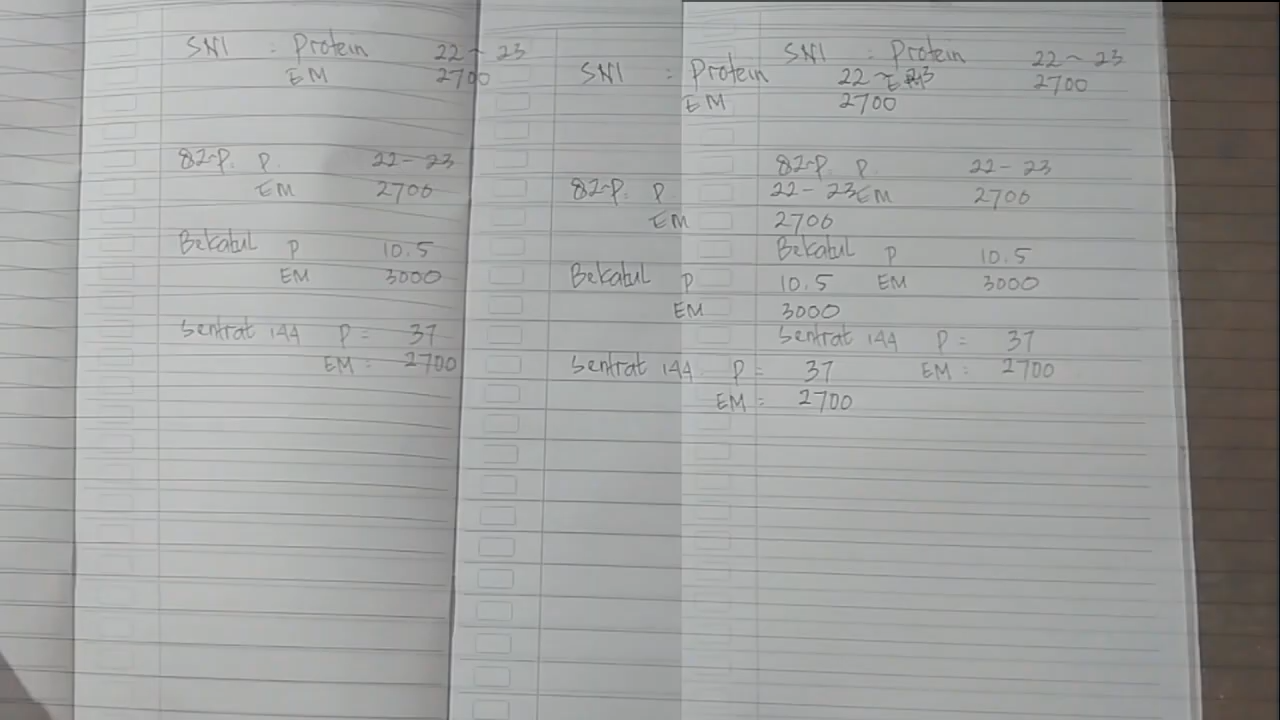 SNI : Protein 22 ~ 23
EM 2700
82-P. P. 22 - 23
EM 2700
Bekatul P 10.5
EM 3000
Sentrat 144 P = 37
EM = 2700
SNI : Protein 22 ~ 23
EM 2700
82-P. P. 22 - 23
EM 2700
Bekatul P 10.5
EM 3000
Sentrat 144 P = 37
EM = 2700
SNI : Protein 22 ~ 23
EM 2700
82-P. P 22 - 23
EM 2700
Bekatul P 10.5
EM 3000
Sentrat 144 P = 37
EM = 2700